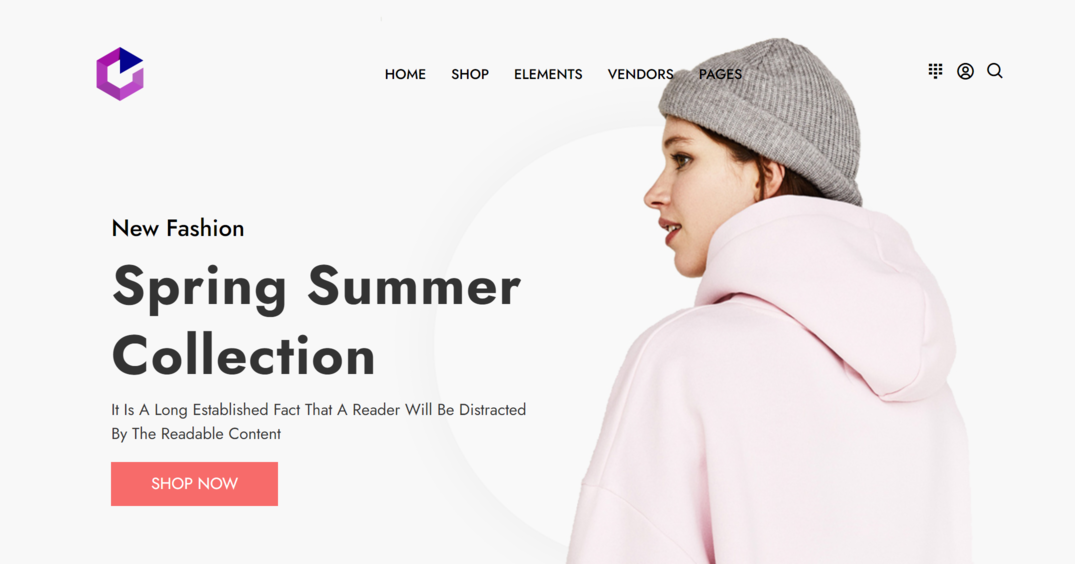 HOME SHOP ELEMENTS VENDORS PAGES
New Fashion
Spring Summer
Collection
It Is A Long Established Fact That A Reader Will Be Distracted
By The Readable Content
SHOP NOW